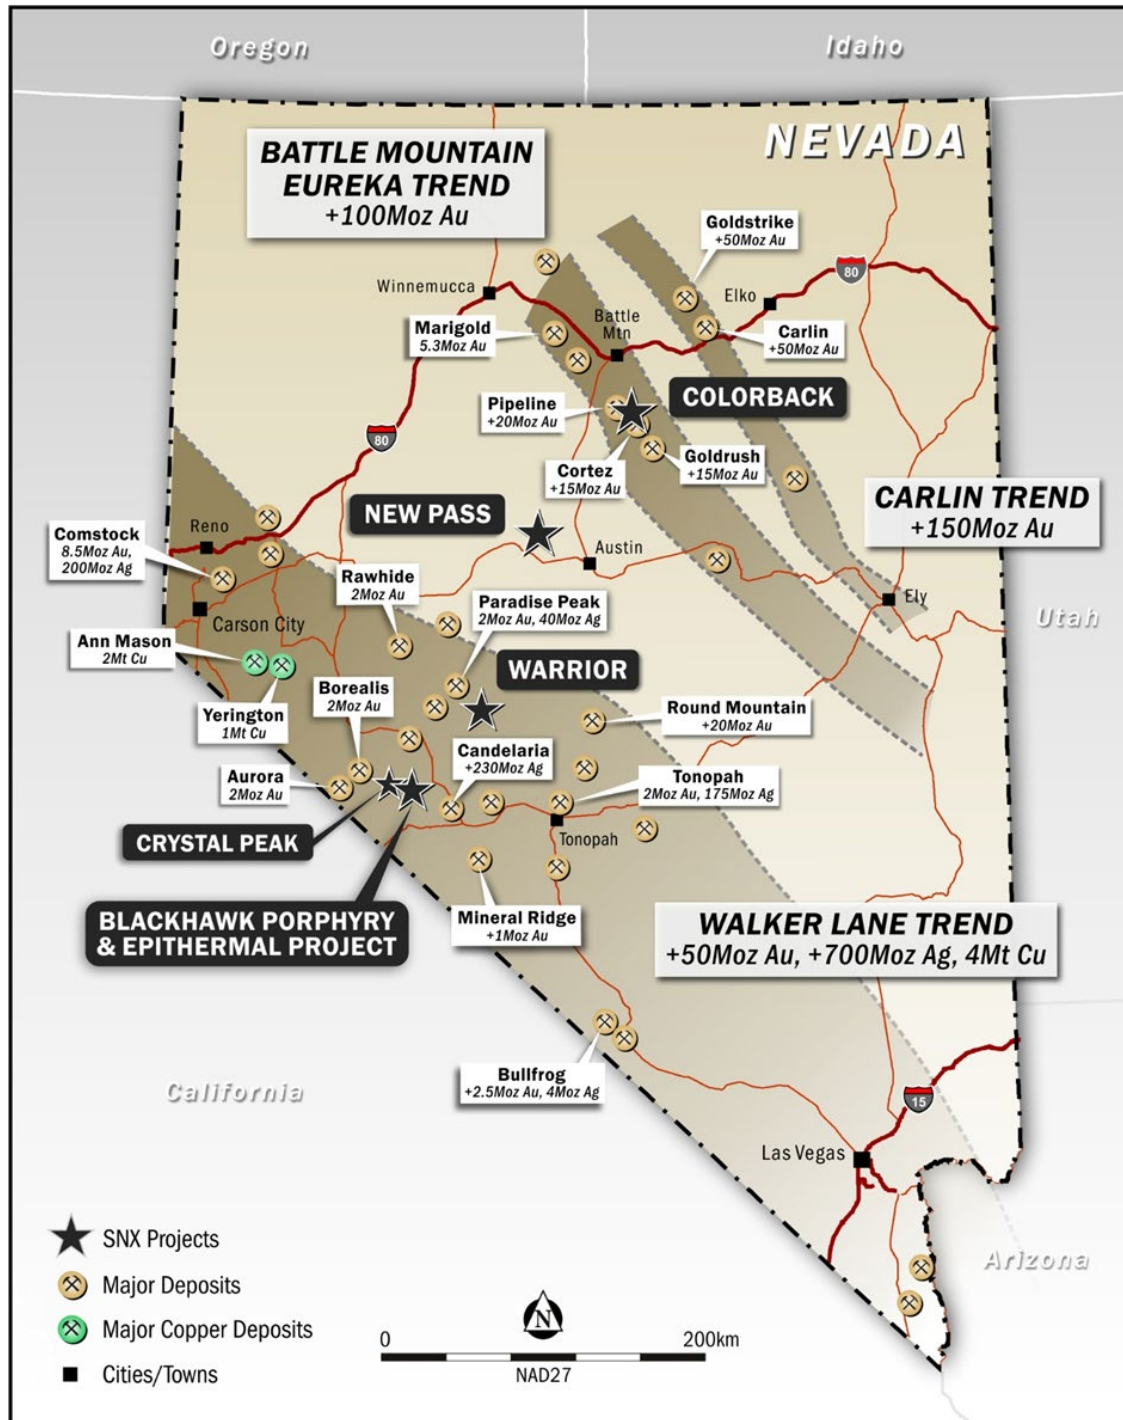 Oregon
Idaho
NEVADA
BATTLE MOUNTAIN
EUREKA TREND
+100Moz Au
Goldstrike
+50Moz Au
Winnemucca
Elko
80
Battle
Mtn
Marigold
5.3Moz Au
Carlin
+50Moz Au
COLORBACK
Pipeline
+20Moz Au
80
Goldrush
+15Moz Au
Cortez
+15Moz Au
CARLIN TREND
+150Moz Au
NEW PASS
Reno
Comstock
8.5Moz Au,
200Moz Ag
Austin
Rawhide
2Moz Au
Ely
Paradise Peak
2Moz Au, 40Moz Ag
Utah
Carson City
Ann Mason
2Mt Cu
WARRIOR
Borealis
2Moz Au
Yerington
1Mt Cu
Round Mountain
+20Moz Au
Candelaria
+230Moz Ag
Aurora
2Moz Au
Tonopah
2Moz Au, 175Moz Ag
CRYSTAL PEAK
Tonopah
BLACKHAWK PORPHYRY
& EPITHERMAL PROJECT
Mineral Ridge
+1Moz Au
WALKER LANE TREND
+50Moz Au, +700Moz Ag, 4Mt Cu
Bullfrog
+2.5Moz Au, 4Moz Ag
California
15
Las Vegas
Arizona
SNX Projects
Major Deposits
Major Copper Deposits
Cities/Towns
N
0 200km
NAD27